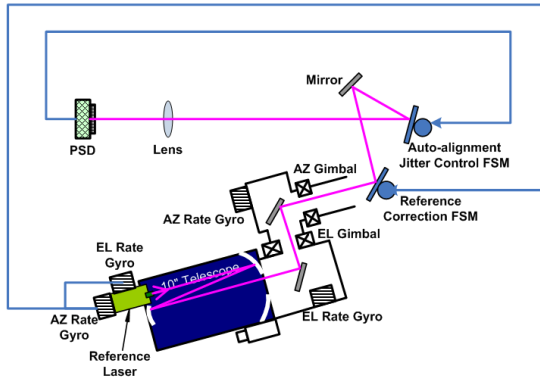 Mirror
PSD
Lens
Auto-alignment
Jitter Control FSM
AZ Gimbal
Reference
Correction FSM
AZ Rate Gyro
EL Gimbal
EL Rate
Gyro
10" Telescope
AZ Rate
Gyro
EL Rate Gyro
Reference
Laser